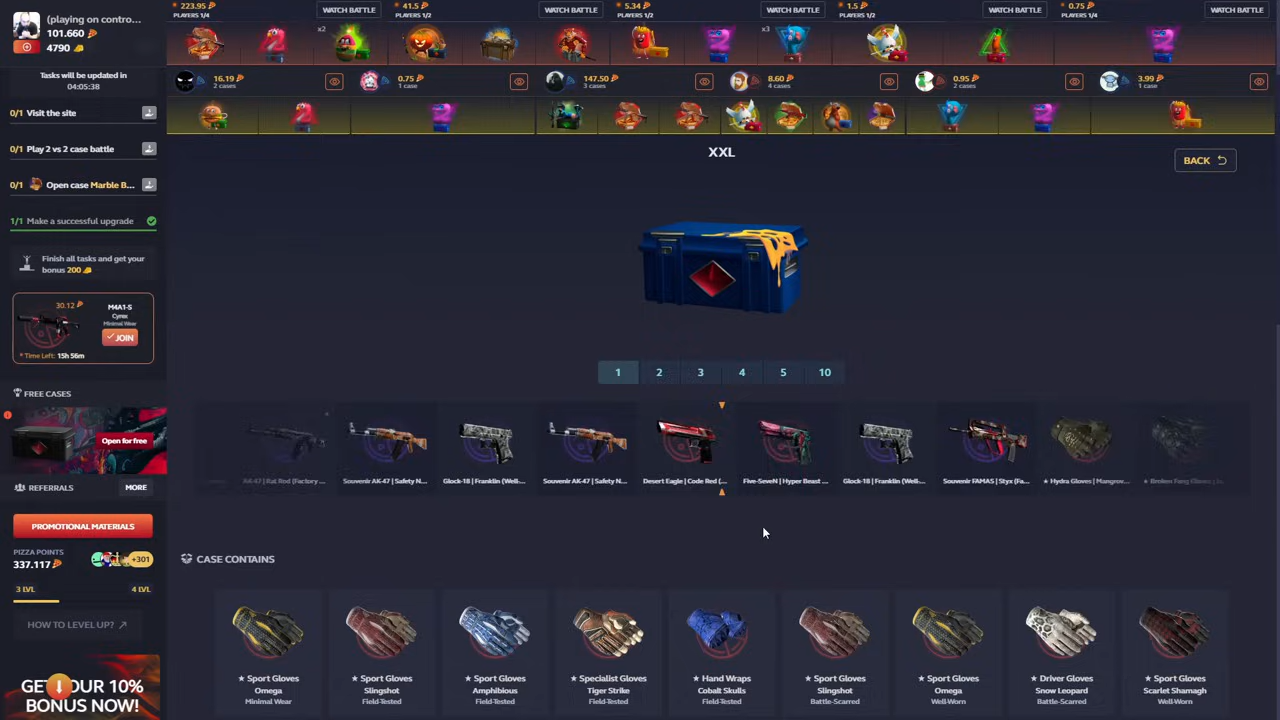 (playing on contro...
101.660
4790
223.95
PLAYERS 1/4
WATCH BATTLE
41.5
PLAYERS 1/2
WATCH BATTLE
5.34
PLAYERS 1/2
WATCH BATTLE
1.5
PLAYERS 1/2
WATCH BATTLE
0.75
PLAYERS 1/4
WATCH BATTLE
x2
x3
16.19
2 cases
0.75
1 case
147.50
3 cases
8.60
4 cases
0.95
2 cases
3.99
1 case
Tasks will be updated in
04:05:38
0/1 Visit the site
0/1 Play 2 vs 2 case battle
0/1 Open case Marble B...
1/1 Make a successful upgrade
Finish all tasks and get your
bonus 200
30.12
M4A1-S
Cyrex
Minimal Wear
JOIN
* Time Left: 15h 56m
FREE CASES
Open for free
REFERRALS
MORE
PROMOTIONAL MATERIALS
PIZZA POINTS
337.117
+301
3 LVL
4 LVL
HOW TO LEVEL UP?
GET OUR 10%
BONUS NOW!
XXL
BACK
1
2
3
4
5
10
AK-47 | Rat Rod (Factory ...
Souvenir AK-47 | Safety N...
Glock-18 | Franklin (Well-...
Souvenir AK-47 | Safety N...
Desert Eagle | Code Red (...
Five-SeveN | Hyper Beast ...
Glock-18 | Franklin (Well-...
Souvenir FAMAS | Styx (Fa...
★ Hydra Gloves | Mangrov...
★ Broken Fang Gloves | Ja...
CASE CONTAINS
★ Sport Gloves
Omega
Minimal Wear
★ Sport Gloves
Slingshot
Field-Tested
★ Sport Gloves
Amphibious
Field-Tested
★ Specialist Gloves
Tiger Strike
Field-Tested
★ Hand Wraps
Cobalt Skulls
Field-Tested
★ Sport Gloves
Slingshot
Battle-Scarred
★ Sport Gloves
Omega
Well-Worn
★ Driver Gloves
Snow Leopard
Battle-Scarred
★ Sport Gloves
Scarlet Shamagh
Well-Worn